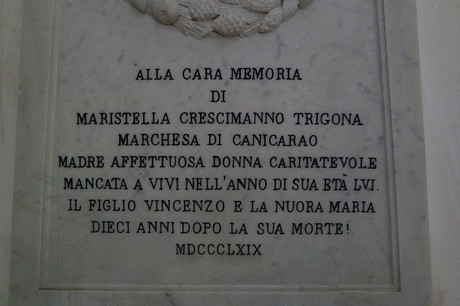 ALLA CARA MEMORIA
DI
MARISTELLA CRESCIMANNO TRIGONA
MARCHESA DI CANICARAO
MADRE AFFETTUOSA DONNA CARITATEVOLE
MANCATA A VIVI NELL'ANNO DI SUA ETÀ LVI.
IL FIGLIO VINCENZO E LA NUORA MARIA
DIECI ANNI DOPO LA SUA MORTE!
MDCCCLXIX